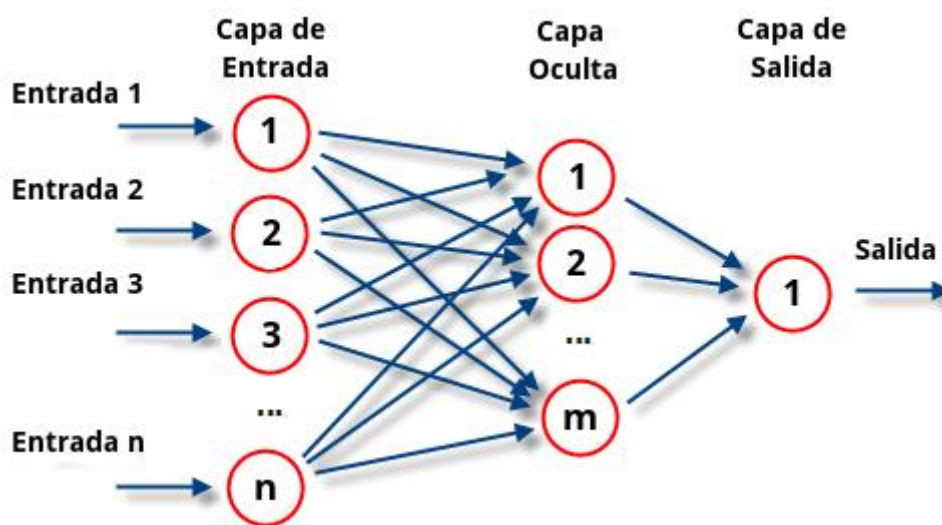 Capa de
Entrada
Capa
Oculta
Capa de
Salida
Entrada 1
1
Entrada 2
2
Entrada 3
3
...
Entrada n
n
1
2
...
m
1
Salida